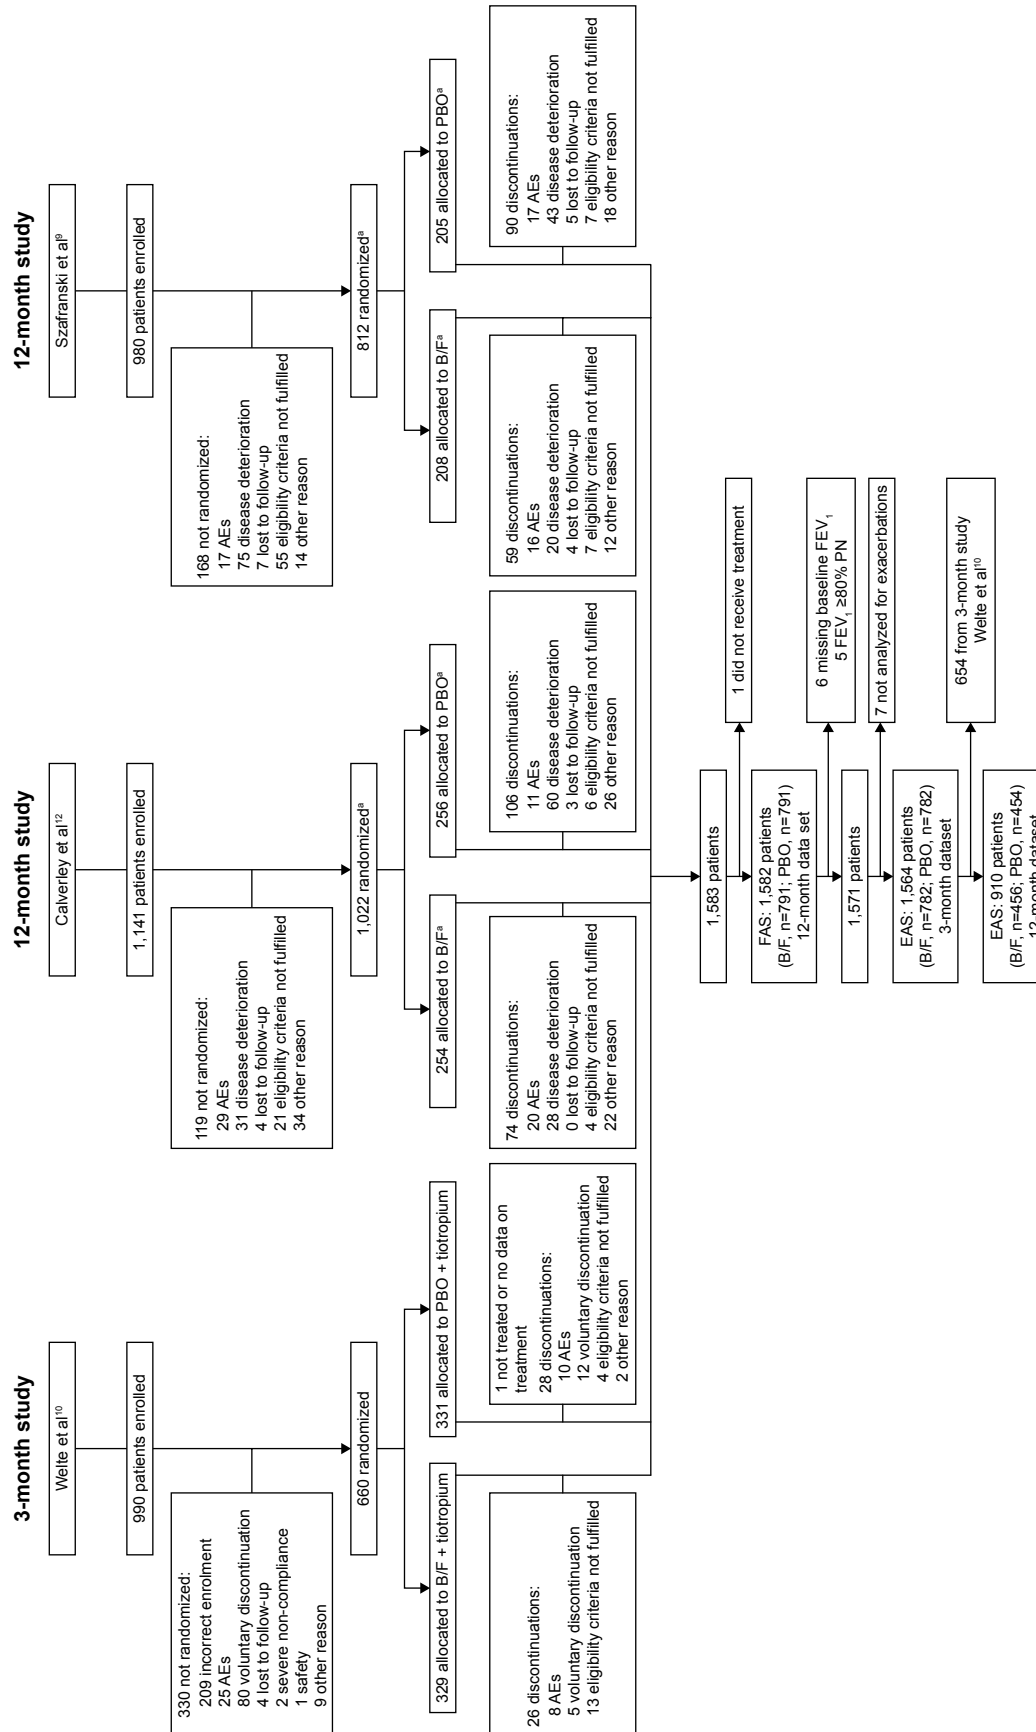 3-month study
Welte et al¹⁰
990 patients enrolled
330 not randomized:
209 incorrect enrolment
25 AEs
80 voluntary discontinuation
4 lost to follow-up
2 severe non-compliance
1 safety
9 other reason
660 randomized
329 allocated to B/F + tiotropium
331 allocated to PBO + tiotropium
26 discontinuations:
8 AEs
5 voluntary discontinuation
13 eligibility criteria not fulfilled
1 not treated or no data on
treatment
28 discontinuations:
10 AEs
12 voluntary discontinuation
4 eligibility criteria not fulfilled
2 other reason
12-month study
Calverley et al¹²
1,141 patients enrolled
119 not randomized:
29 AEs
31 disease deterioration
4 lost to follow-up
21 eligibility criteria not fulfilled
34 other reason
1,022 randomizedᵃ
254 allocated to B/Fᵃ
256 allocated to PBOᵃ
74 discontinuations:
20 AEs
28 disease deterioration
0 lost to follow-up
4 eligibility criteria not fulfilled
22 other reason
106 discontinuations:
11 AEs
60 disease deterioration
3 lost to follow-up
6 eligibility criteria not fulfilled
26 other reason
12-month study
Szafranski et al⁹
980 patients enrolled
168 not randomized:
17 AEs
75 disease deterioration
7 lost to follow-up
55 eligibility criteria not fulfilled
14 other reason
812 randomizedᵃ
208 allocated to B/Fᵃ
205 allocated to PBOᵃ
59 discontinuations:
16 AEs
20 disease deterioration
4 lost to follow-up
7 eligibility criteria not fulfilled
12 other reason
90 discontinuations:
17 AEs
43 disease deterioration
5 lost to follow-up
7 eligibility criteria not fulfilled
18 other reason
1,583 patients
1 did not receive treatment
FAS: 1,582 patients
(B/F, n=791; PBO, n=791)
12-month data set
6 missing baseline FEV₁
5 FEV₁ ≥80% PN
1,571 patients
7 not analyzed for exacerbations
EAS: 1,564 patients
(B/F, n=782; PBO, n=782)
3-month dataset
654 from 3-month study
Welte et al¹⁰
EAS: 910 patients
(B/F, n=456; PBO, n=454)
12-month dataset